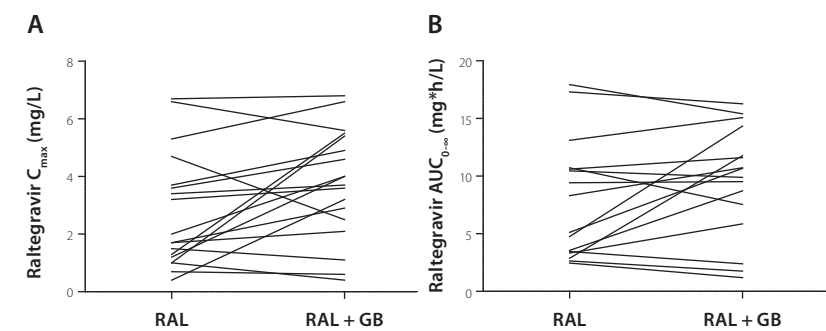 A
Raltegravir Cmax (mg/L)
8
6
4
2
0
RAL
RAL + GB
B
Raltegravir AUC0-∞ (mg*h/L)
20
15
10
5
0
RAL
RAL + GB